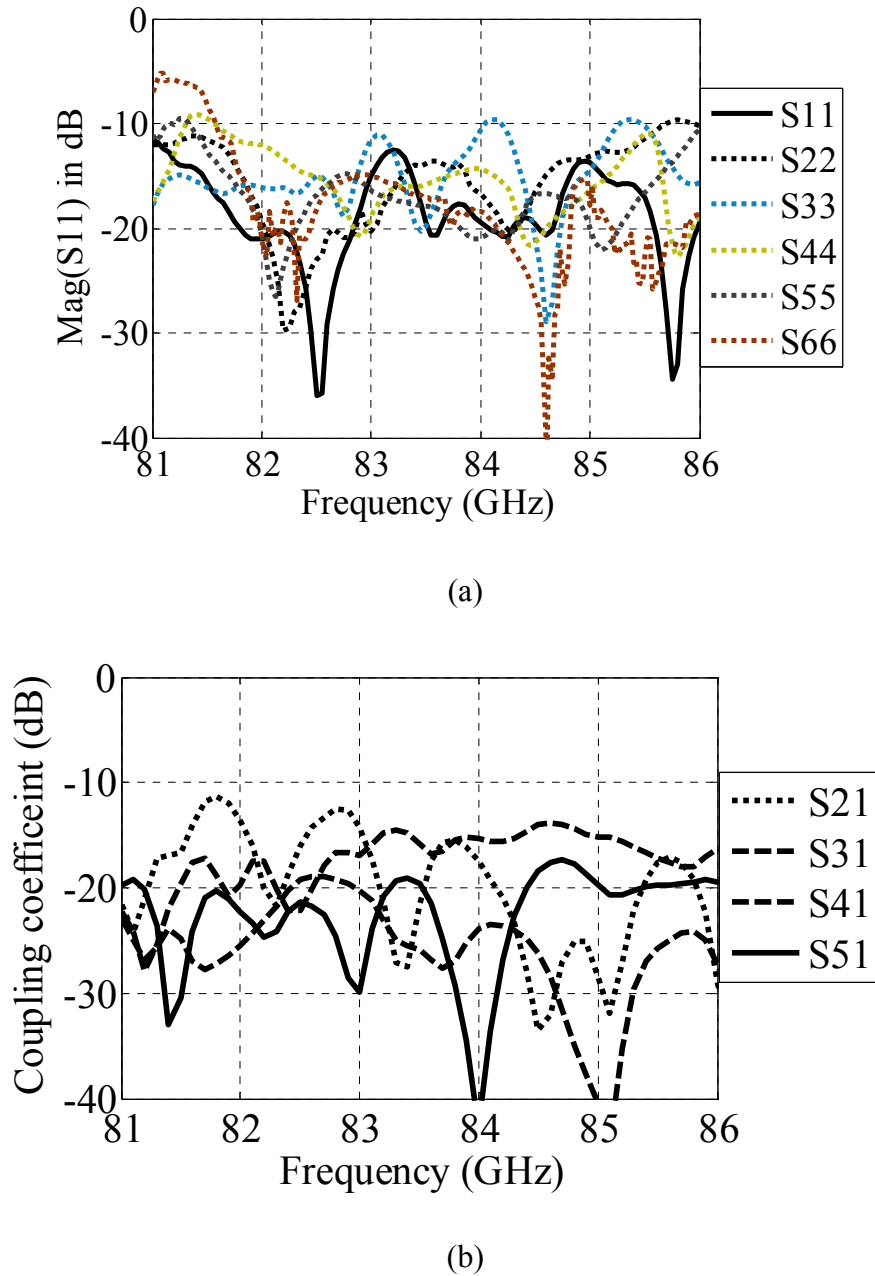 0
-10
-20
-30
-40
Mag(S11) in dB
81 82 83 84 85 86
Frequency (GHz)
S11
S22
S33
S44
S55
S66
(a)
0
-10
-20
-30
-40
Coupling coefficeint (dB)
81 82 83 84 85 86
Frequency (GHz)
S21
S31
S41
S51
(b)